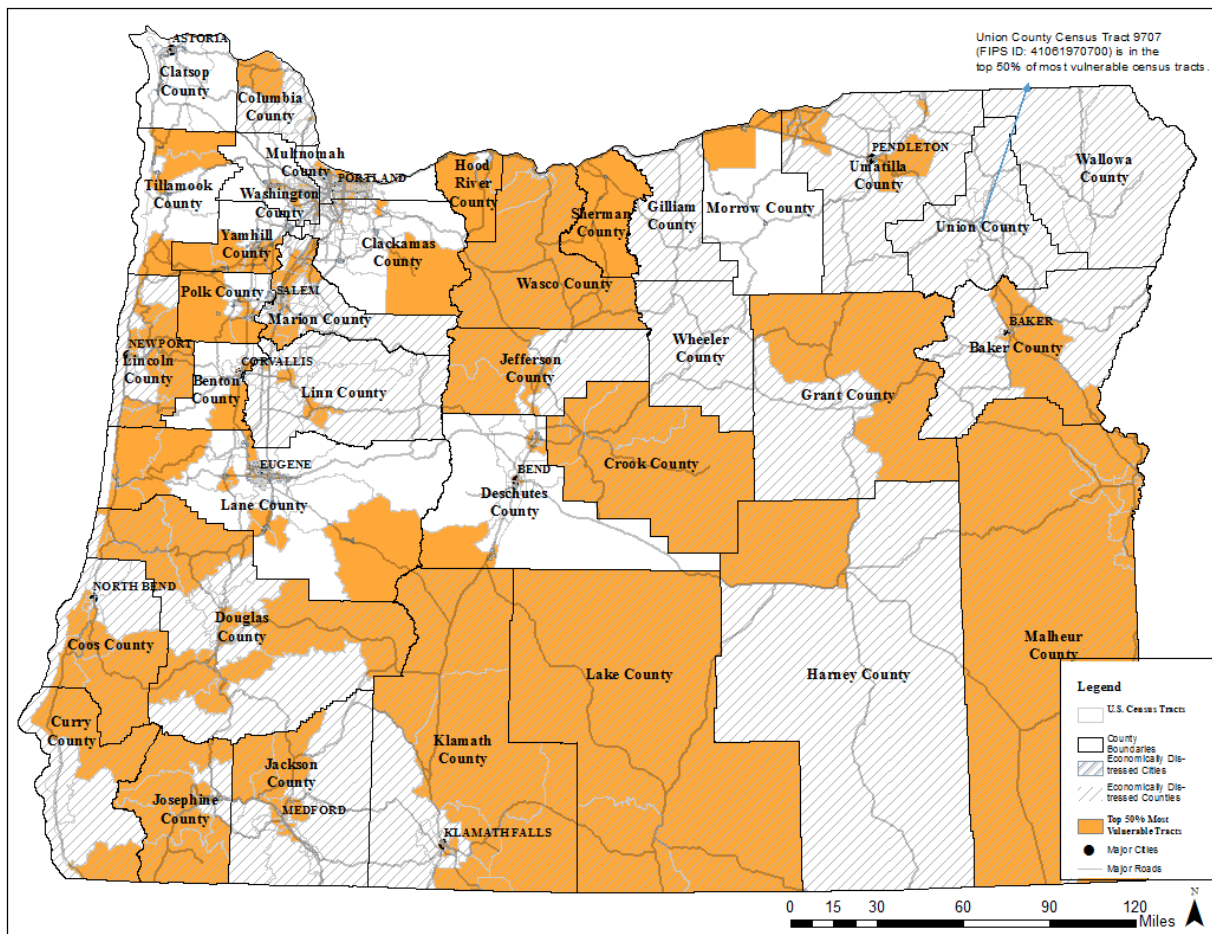 Union County Census Tract 9707
(FIPS ID: 41061970700) is in the
top 50% of most vulnerable census tracts.
ASTORIA
Clatsop
County
Columbia
County
Multnomah
County
PORTLAND
Tillamook
County
Washington
County
Hood
River
County
Sherman
County
Gilliam
County
Morrow County
PENDLETON
Umatilla
County
Wallowa
County
Union County
Yamhill
County
Clackamas
County
Wasco County
Polk County
SALEM
Marion County
NEWPORT
Lincoln
County
CORVALLIS
Benton
County
Linn County
Jefferson
County
Wheeler
County
BAKER
Baker County
Grant County
EUGENE
Lane County
BEND
Deschutes
County
Crook County
NORTH BEND
Coos County
Douglas
County
Curry
County
Josephine
County
Jackson
County
MEDFORD
Klamath
County
KLAMATH FALLS
Lake County
Harney County
Malheur
County
Legend
U.S. Census Tracts
County
Boundaries
Economically Dis-
tressed Cities
Economically Dis-
tressed Counties
Top 50% Most
Vulnerable Tracts
Major Cities
Major Roads
N
0 15 30 60 90 120
Miles